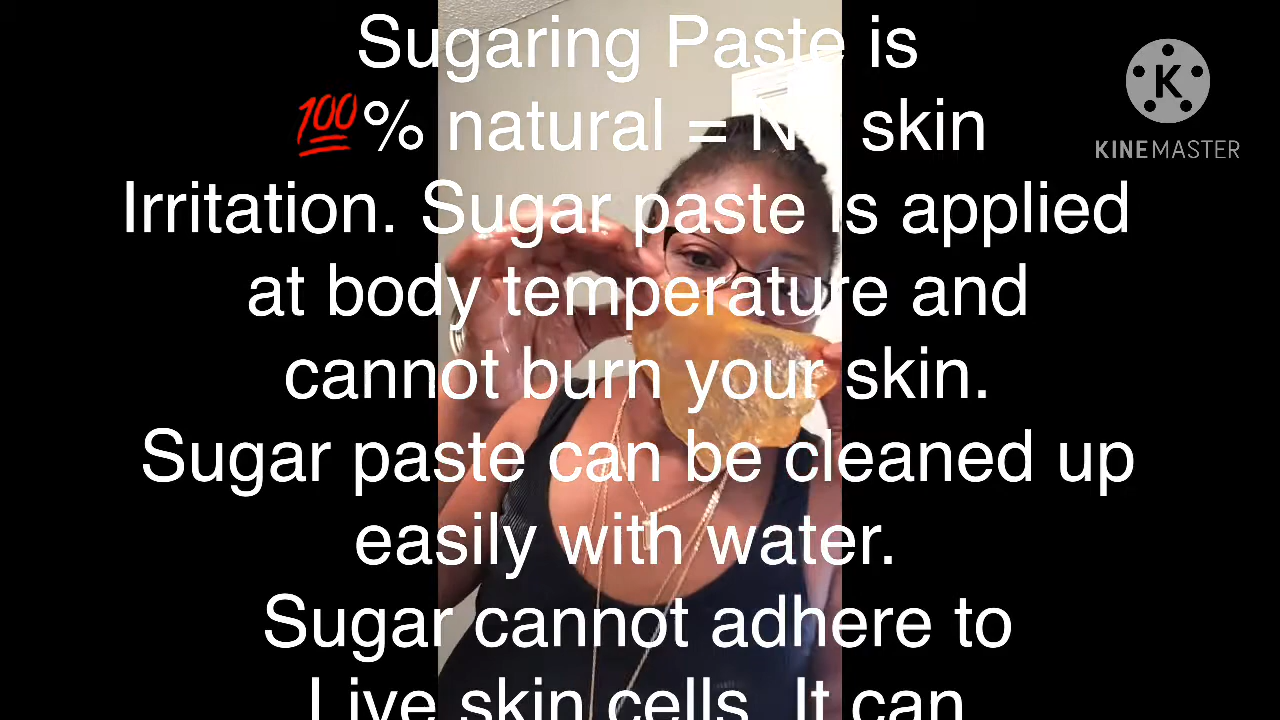 Sugaring Paste is
💯% natural = No skin
Irritation. Sugar paste is applied
at body temperature and
cannot burn your skin.
Sugar paste can be cleaned up
easily with water.
Sugar cannot adhere to
Live skin cells. It can
KINEMASTER